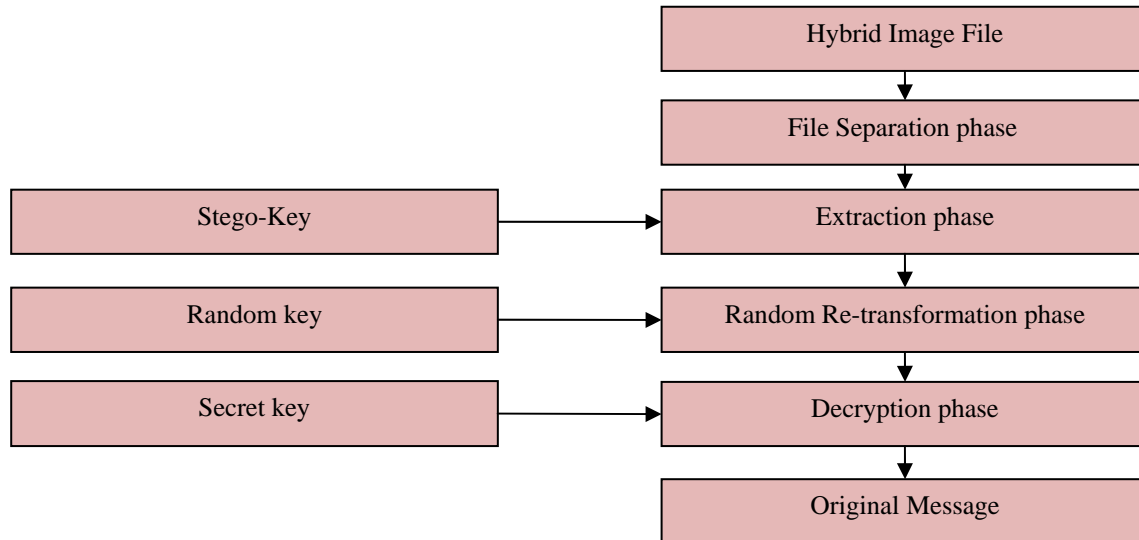 Hybrid Image File
File Separation phase
Stego-Key
Extraction phase
Random key
Random Re-transformation phase
Secret key
Decryption phase
Original Message